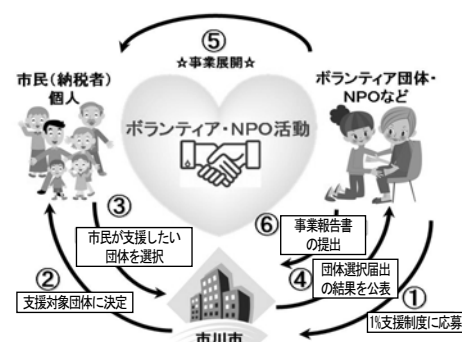 ⑤
☆事業展開☆
市民（納税者）
個人
ボランティア団体・
NPOなど
ボランティア・NPO活動
③
市民が支援したい
団体を選択
⑥
事業報告書
の提出
②
支援対象団体に決定
④
団体選択届出
の結果を公表
①
1%支援制度に応募
市川市